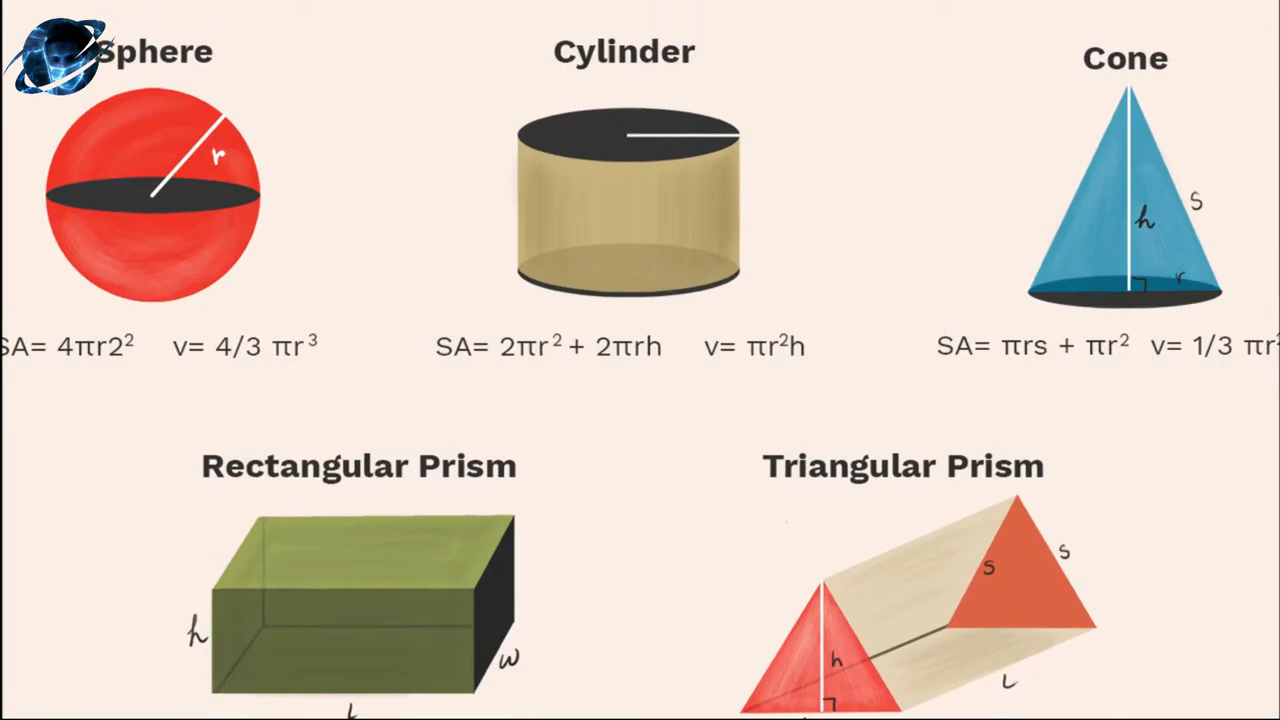 Sphere
Cylinder
Cone
r
h
s
r
SA= 4πr2² v= 4/3 πr³
SA= 2πr² + 2πrh v= πr²h
SA= πrs + πr² v= 1/3 πr²
Rectangular Prism
Triangular Prism
h
w
L
s
s
h
L